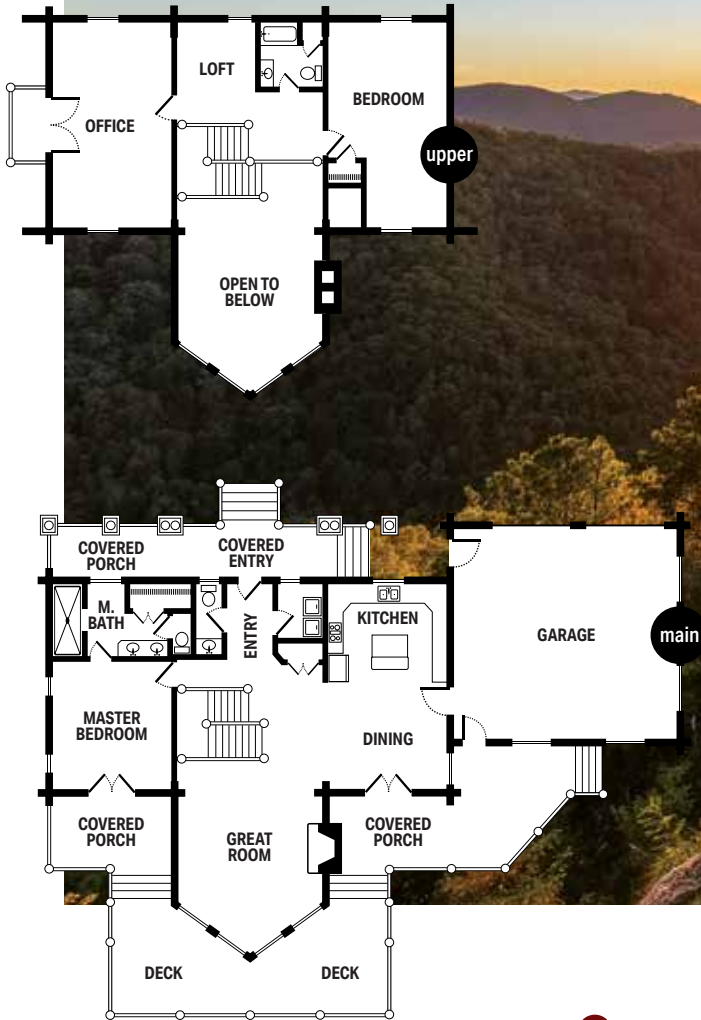 LOFT
OFFICE
BEDROOM
upper
OPEN TO
BELOW
COVERED
PORCH
COVERED
ENTRY
M.
BATH
ENTRY
KITCHEN
GARAGE
main
MASTER
BEDROOM
DINING
COVERED
PORCH
GREAT
ROOM
COVERED
PORCH
DECK
DECK